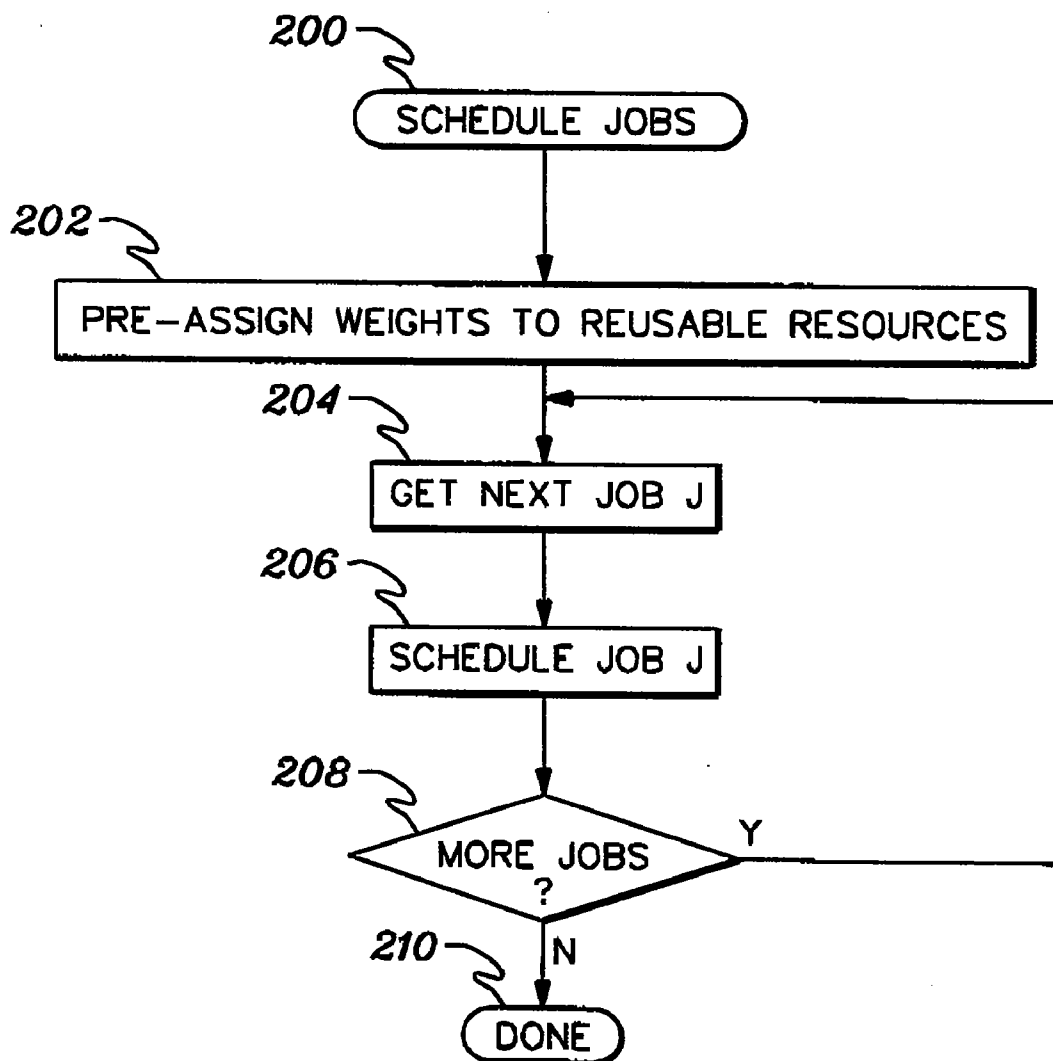 200
SCHEDULE JOBS
202
PRE-ASSIGN WEIGHTS TO REUSABLE RESOURCES
204
GET NEXT JOB J
206
SCHEDULE JOB J
208
MORE JOBS
?
Y
N
210
DONE